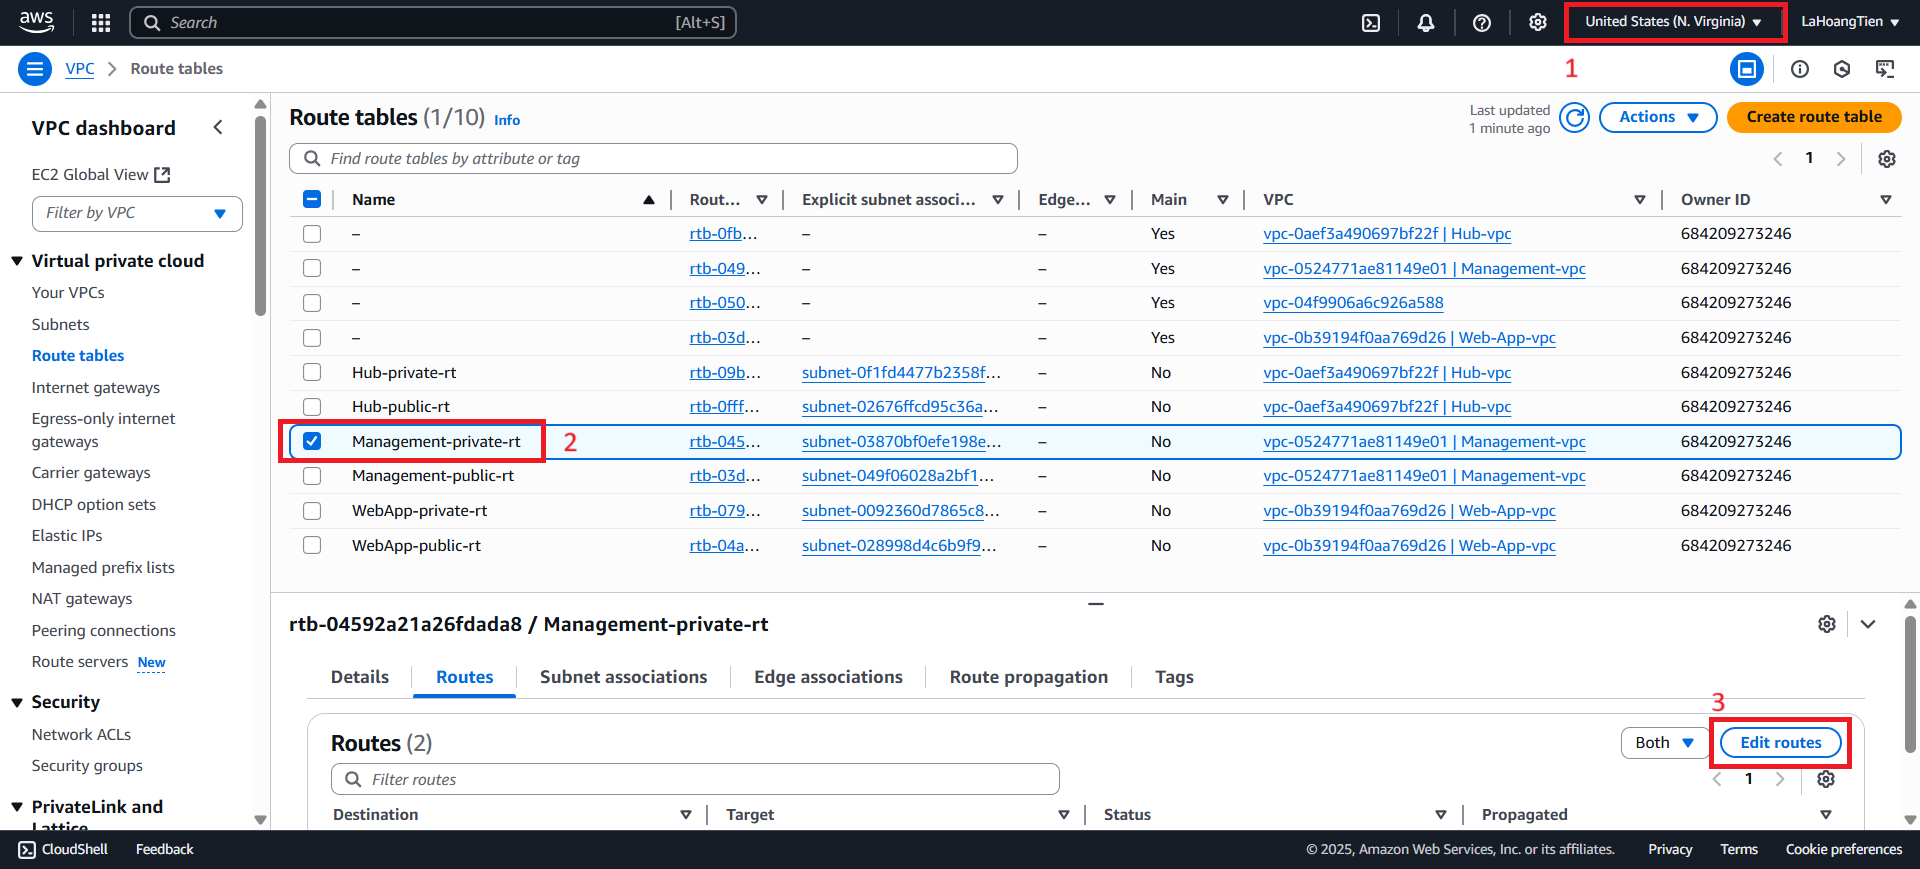 aws
Search [Alt+S]
United States (N. Virginia) ▼
LaHoangTien ▼
VPC > Route tables
1
VPC dashboard
EC2 Global View
Filter by VPC
Virtual private cloud
Your VPCs
Subnets
Route tables
Internet gateways
Egress-only internet
gateways
Carrier gateways
DHCP option sets
Elastic IPs
Managed prefix lists
NAT gateways
Peering connections
Route servers New
Security
Network ACLs
Security groups
PrivateLink and
Lattice
Route tables (1/10) Info
Last updated
1 minute ago
Actions
Create route table
Find route tables by attribute or tag
1
Name Rout... Explicit subnet associ... Edge... Main VPC Owner ID
– rtb-0fb... – – Yes vpc-0aef3a490697bf22f | Hub-vpc 684209273246
– rtb-049... – – Yes vpc-0524771ae81149e01 | Management-vpc 684209273246
– rtb-050... – – Yes vpc-04f9906a6c926a588 684209273246
– rtb-03d... – – Yes vpc-0b39194f0aa769d26 | Web-App-vpc 684209273246
Hub-private-rt rtb-09b... subnet-0f1fd4477b2358f... – No vpc-0aef3a490697bf22f | Hub-vpc 684209273246
Hub-public-rt rtb-0fff... subnet-02676ffcd95c36a... – No vpc-0aef3a490697bf22f | Hub-vpc 684209273246
Management-private-rt 2 rtb-045... subnet-03870bf0efe198e... – No vpc-0524771ae81149e01 | Management-vpc 684209273246
Management-public-rt rtb-03d... subnet-049f06028a2bf1... – No vpc-0524771ae81149e01 | Management-vpc 684209273246
WebApp-private-rt rtb-079... subnet-0092360d7865c8... – No vpc-0b39194f0aa769d26 | Web-App-vpc 684209273246
WebApp-public-rt rtb-04a... subnet-028998d4c6b9f9... – No vpc-0b39194f0aa769d26 | Web-App-vpc 684209273246
rtb-04592a21a26fdada8 / Management-private-rt
Details Routes Subnet associations Edge associations Route propagation Tags
3
Routes (2)
Both
Edit routes
Filter routes
1
Destination Target Status Propagated
CloudShell Feedback
© 2025, Amazon Web Services, Inc. or its affiliates. Privacy Terms Cookie preferences